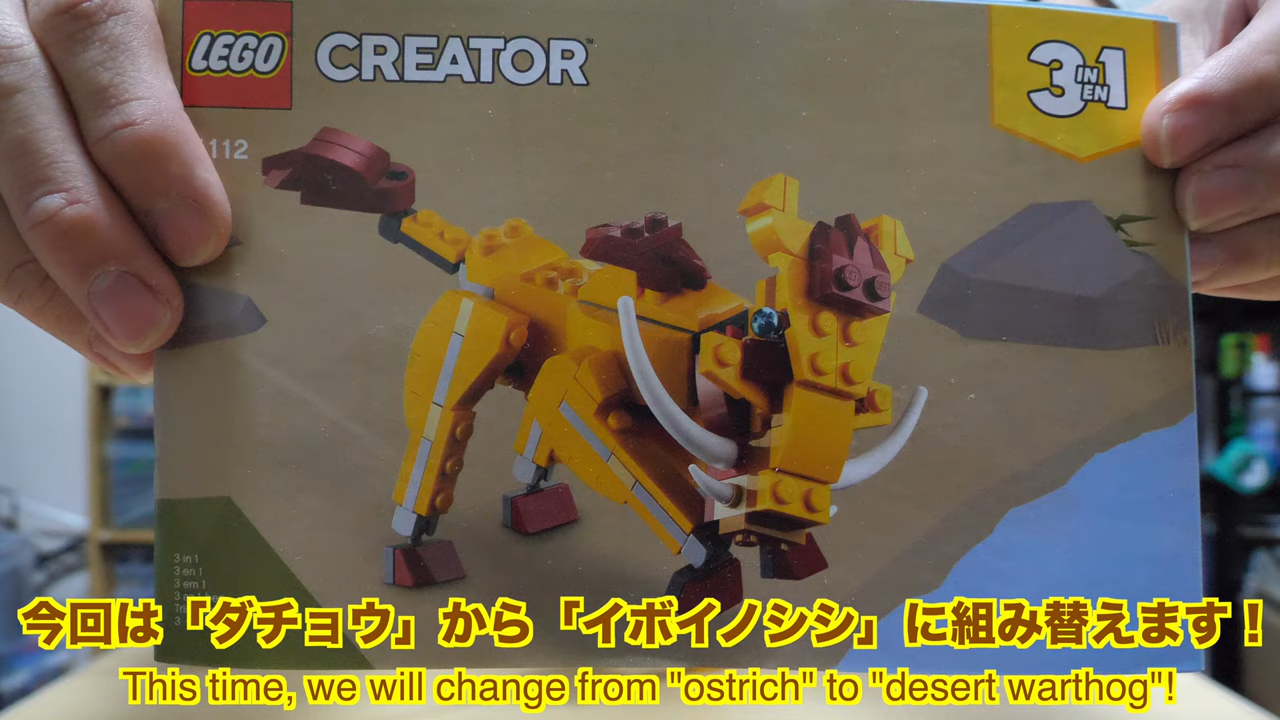 LEGO
CREATOR™
3 IN EN 1
112
3 in 1
3 en 1
3 em 1
今回は「ダチョウ」から「イボイノシシ」に組み替えます！
This time, we will change from "ostrich" to "desert warthog"!